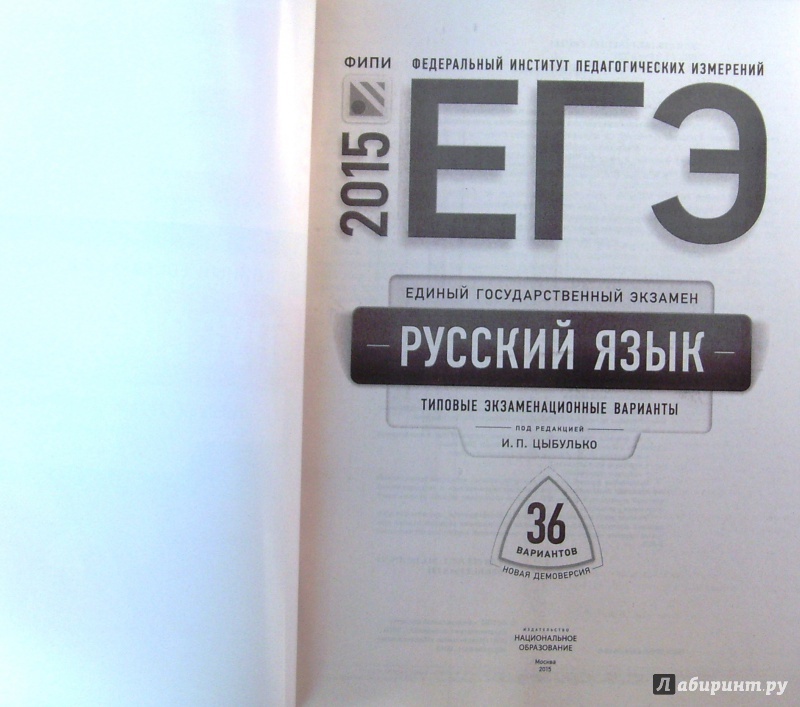 ФИПИ
ФЕДЕРАЛЬНЫЙ ИНСТИТУТ ПЕДАГОГИЧЕСКИХ ИЗМЕРЕНИЙ
2015
ЕГЭ
ЕДИНЫЙ ГОСУДАРСТВЕННЫЙ ЭКЗАМЕН
РУССКИЙ ЯЗЫК
ТИПОВЫЕ ЭКЗАМЕНАЦИОННЫЕ ВАРИАНТЫ
ПОД РЕДАКЦИЕЙ
И. П. ЦЫБУЛЬКО
36
ВАРИАНТОВ
НОВАЯ ДЕМОВЕРСИЯ
ИЗДАТЕЛЬСТВО
НАЦИОНАЛЬНОЕ
ОБРАЗОВАНИЕ
Москва
2015
Лабиринт.ру